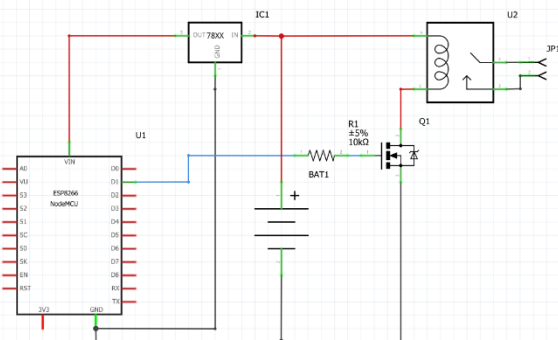 IC1
U2
OUT 78XX IN
GND
JP1
Q1
R1
±5%
10kΩ
U1
BAT1
+
VIN
A0 D0
VU D1
S3 D2
S2 D3
S1 D4
SC D5
S0 D6
SK D7
EN D8
RST RX
TX
ESP8266
NodeMCU
3V3 GND